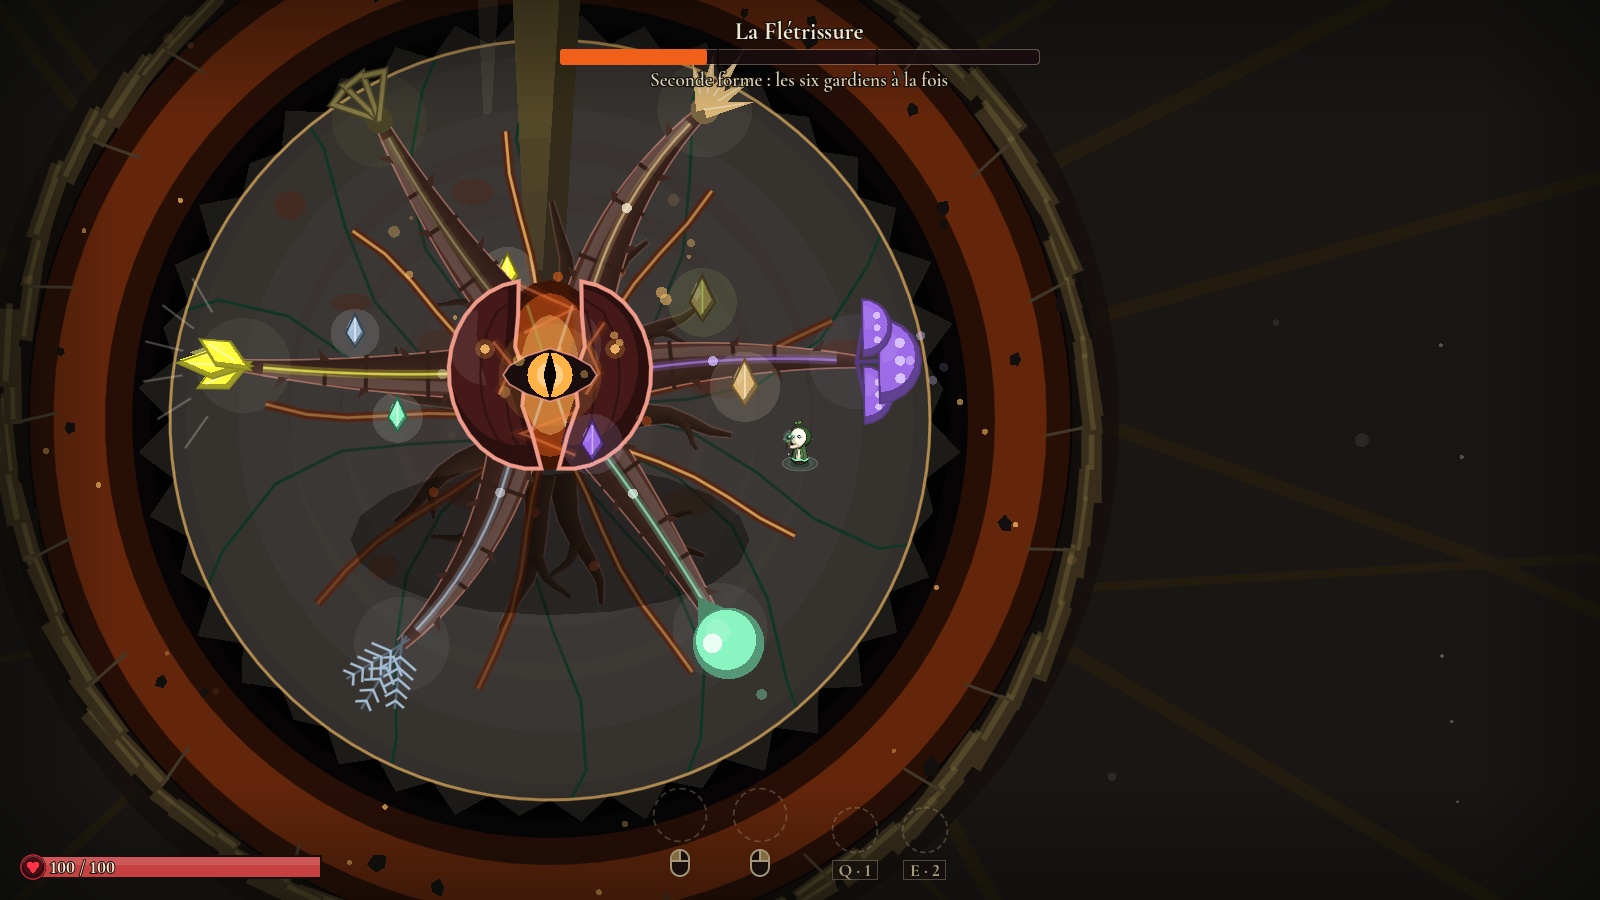 La Flétrissure
Seconde forme : les six gardiens à la fois
100 / 100
Q · 1
E · 2